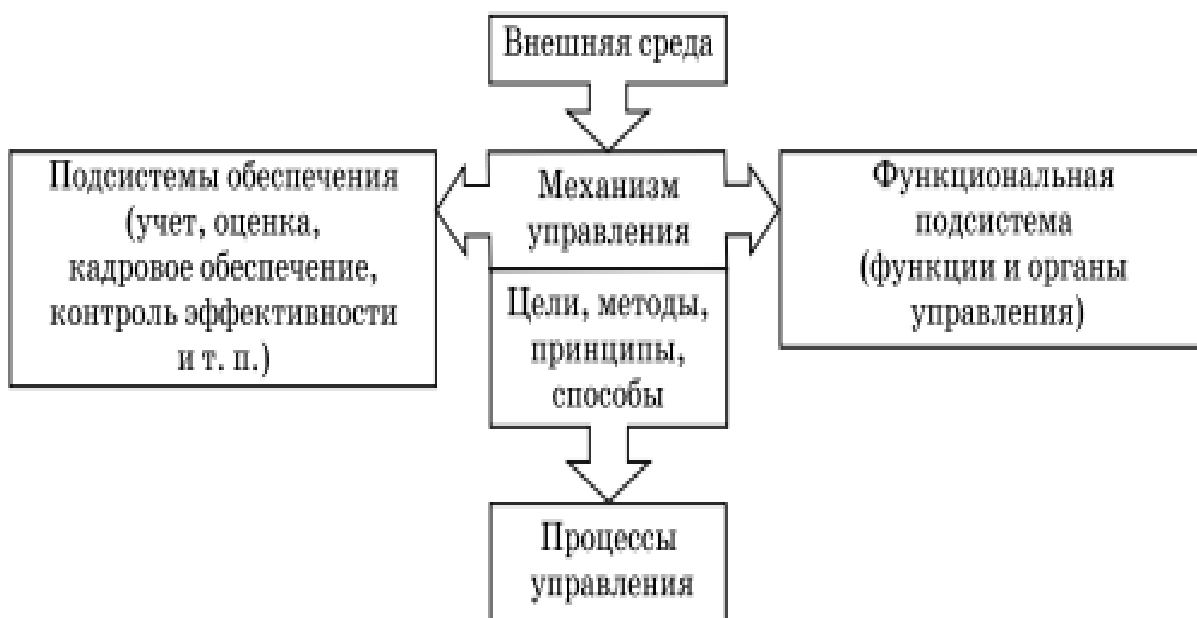 Внешняя среда
Подсистемы обеспечения
(учет, оценка,
кадровое обеспечение,
контроль эффективности
и т. п.)
Механизм
управления
Функциональная
подсистема
(функции и органы
управления)
Цели, методы,
принципы,
способы
Процессы
управления